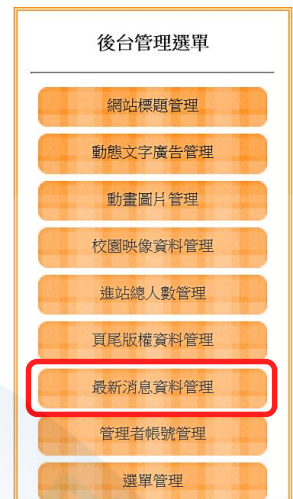 後台管理選單
網站標題管理
動態文字廣告管理
動畫圖片管理
校園映像資料管理
進站總人數管理
頁尾版權資料管理
最新消息資料管理
管理者帳號管理
選單管理